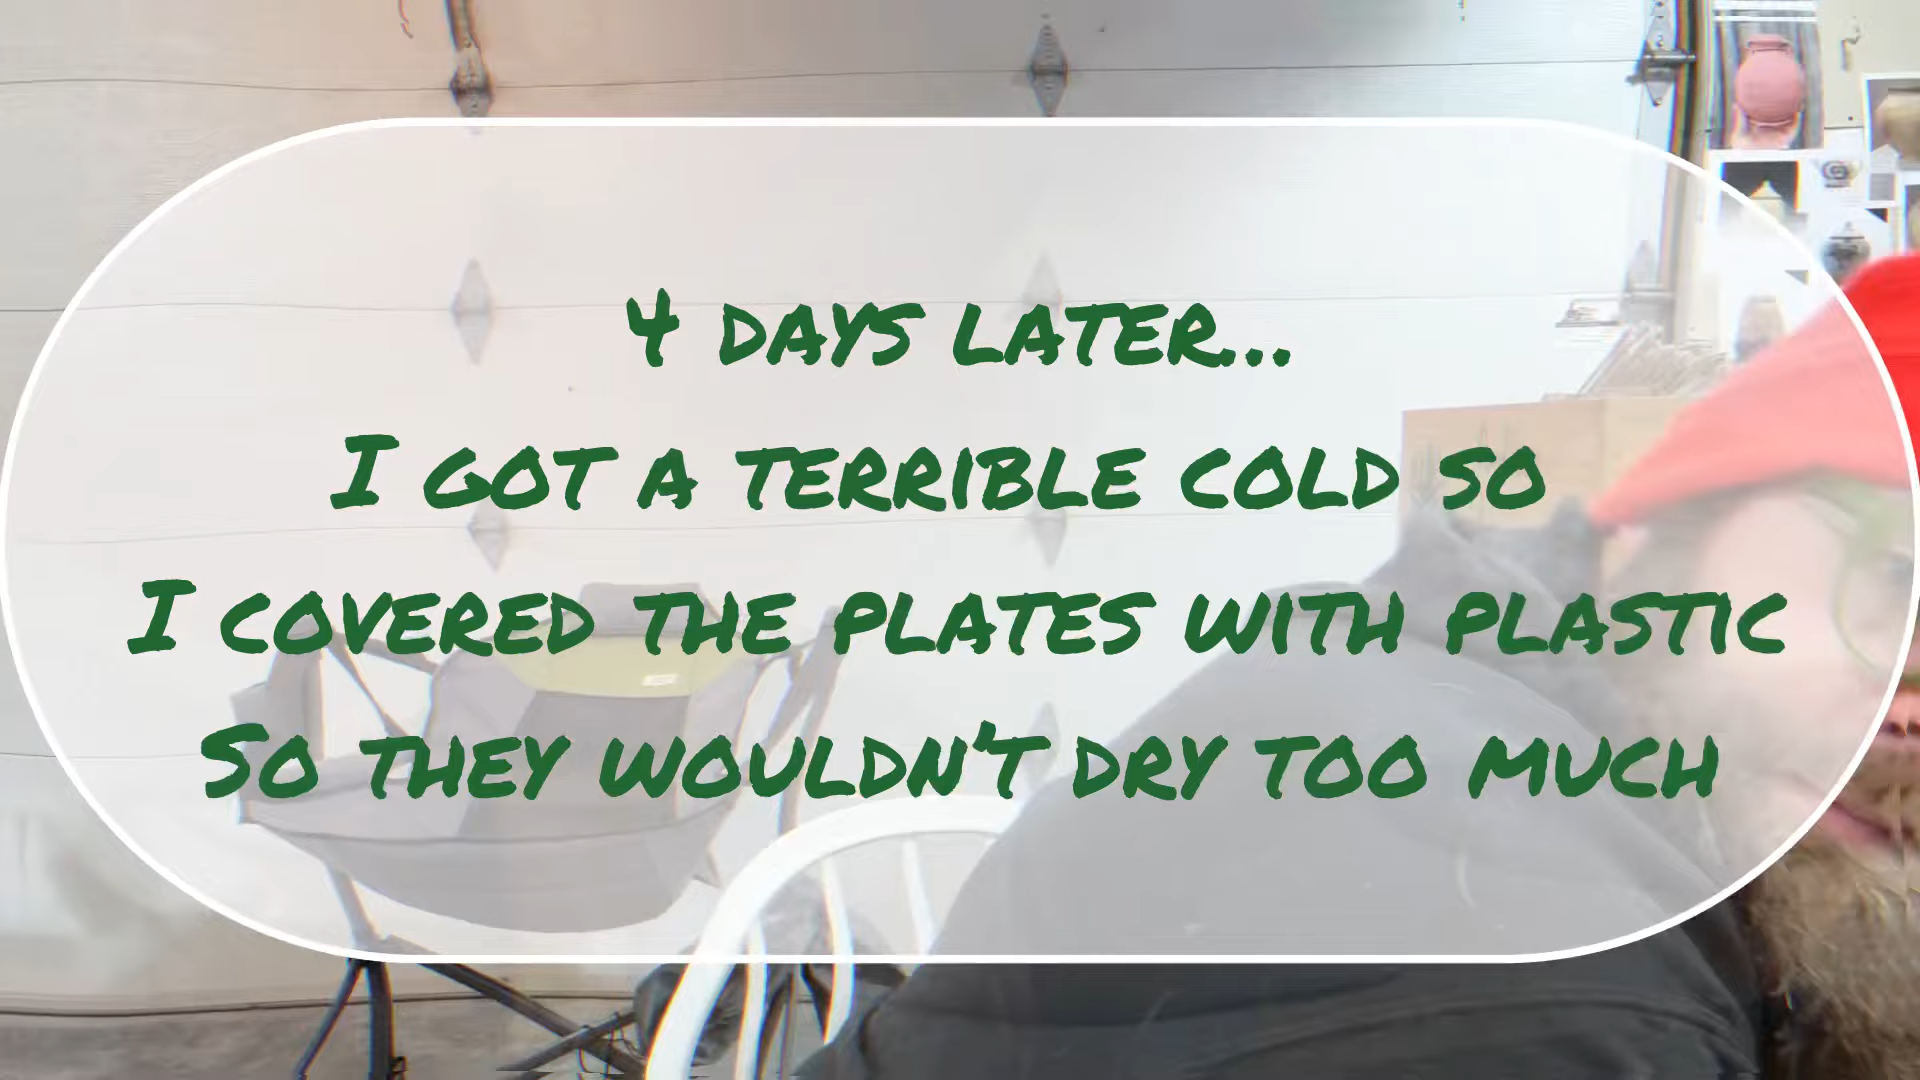 4 days later...
I got a terrible cold so
I covered the plates with plastic
So they wouldn't dry too much